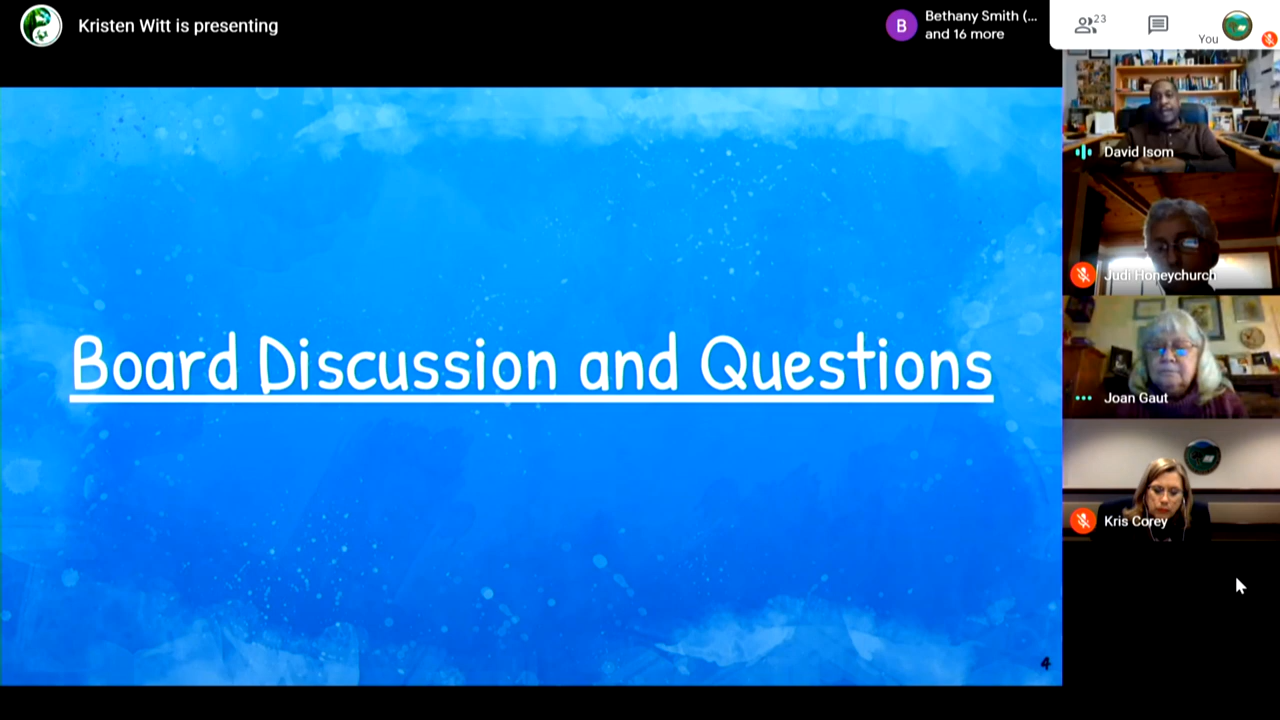 Kristen Witt is presenting
B
Bethany Smith (...
and 16 more
23
You
David Isom
Judi Honeychurch
Joan Gaut
Kris Corey
Board Discussion and Questions
4